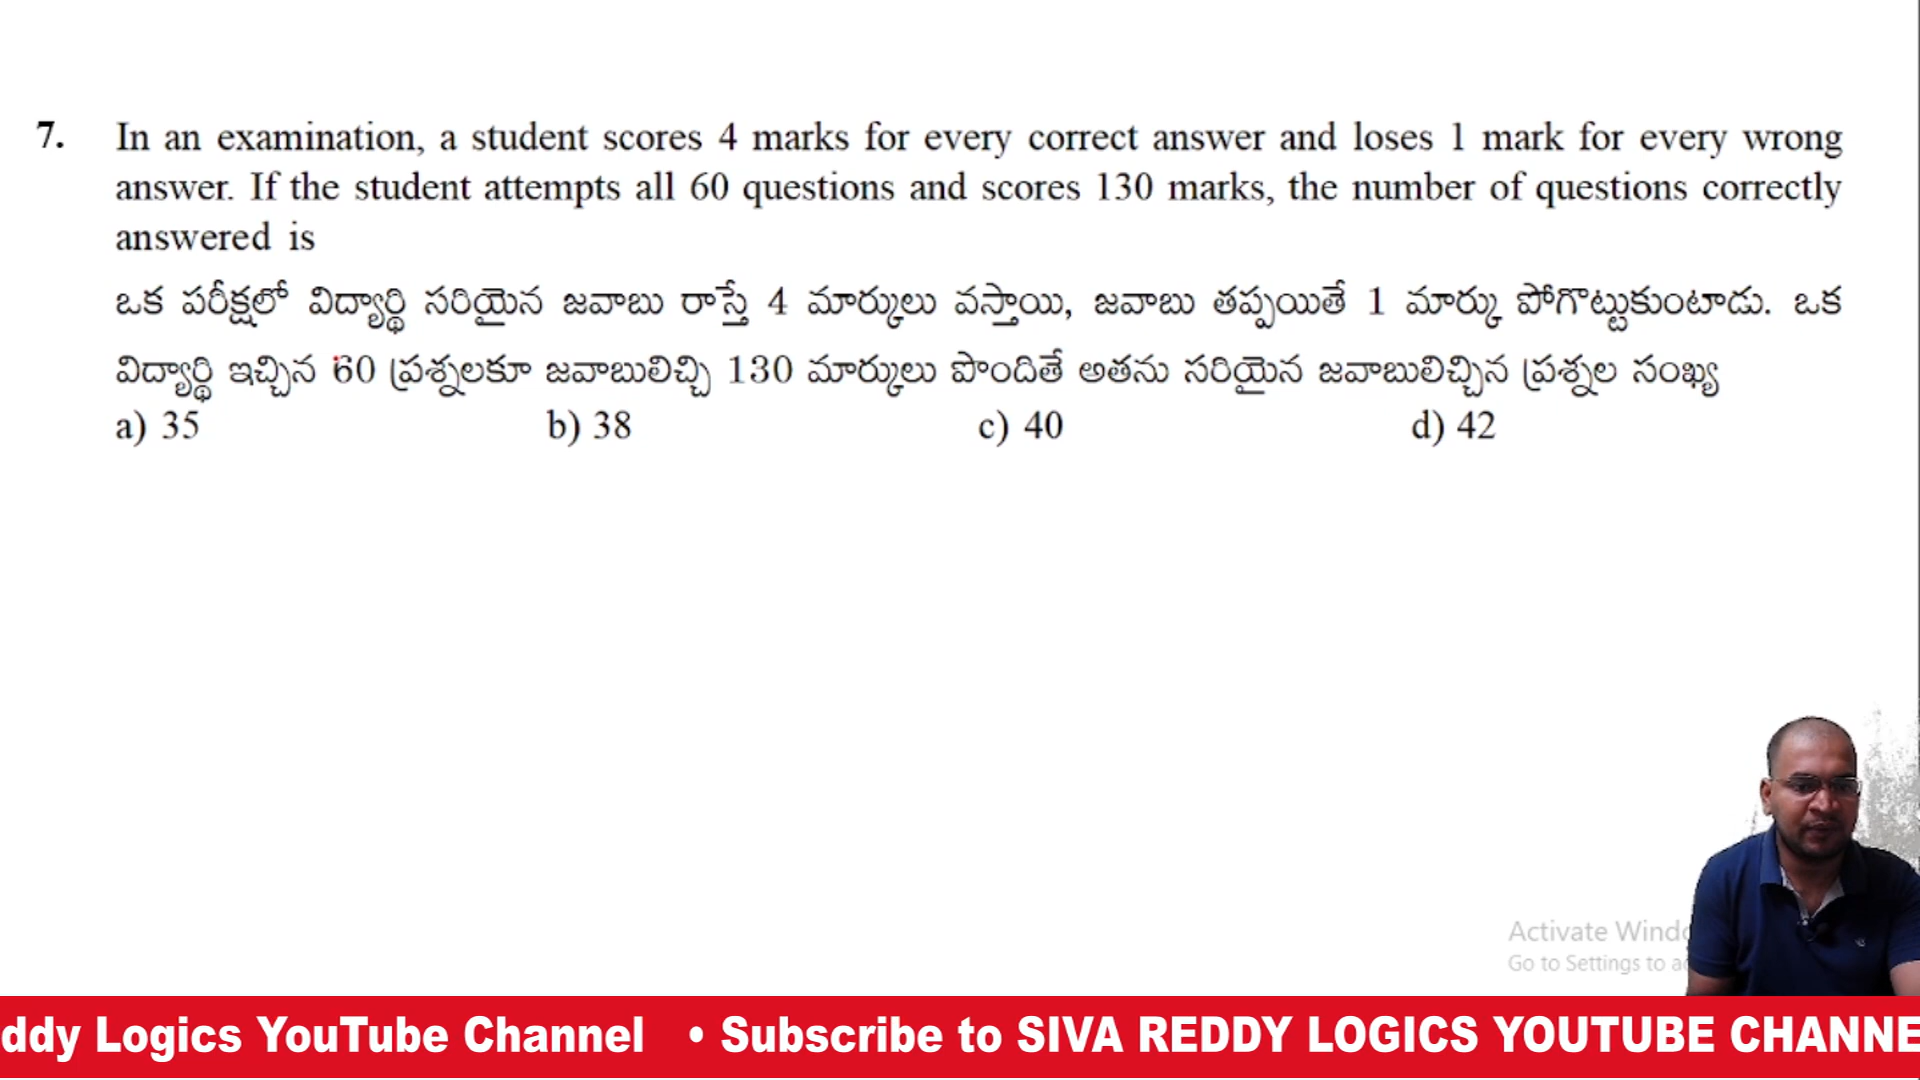 7. In an examination, a student scores 4 marks for every correct answer and loses 1 mark for every wrong
answer. If the student attempts all 60 questions and scores 130 marks, the number of questions correctly
answered is
ఒక పరీక్షలో విద్యార్థి సరియైన జవాబు రాస్తే 4 మార్కులు వస్తాయి, జవాబు తప్పయితే 1 మార్కు పోగొట్టుకుంటాడు. ఒక
విద్యార్థి ఇచ్చిన 60 ప్రశ్నలకూ జవాబులిచ్చి 130 మార్కులు పొందితే అతను సరియైన జవాబులిచ్చిన ప్రశ్నల సంఖ్య
a) 35 b) 38 c) 40 d) 42
Activate Windo
Go to Settings to a
ddy Logics YouTube Channel • Subscribe to SIVA REDDY LOGICS YOUTUBE CHANNE